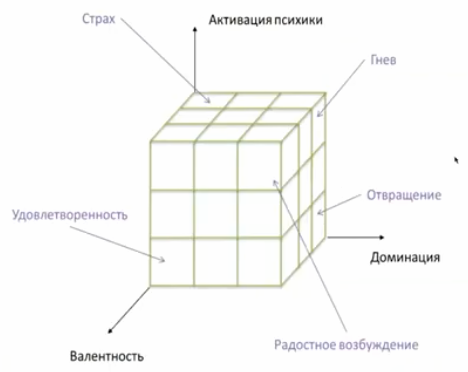 Страх
Активация психики
Гнев
Отвращение
Удовлетворенность
Доминация
Радостное возбуждение
Валентность